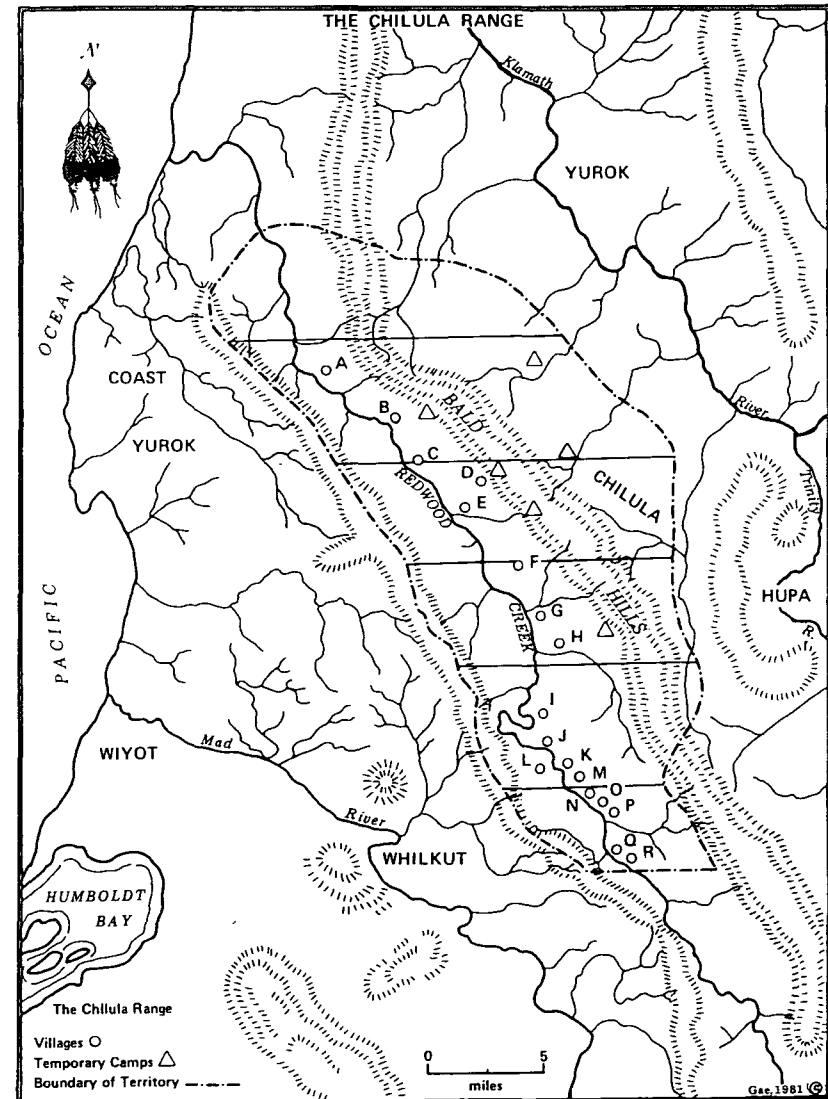 THE CHILULA RANGE
N
Klamath
YUROK
OCEAN
COAST
YUROK
A
B
BALD
C
D
E
REDWOOD
CHILULA
River
Trinity
F
G
H
CREEK
HILLS
HUPA
R.
PACIFIC
I
J
K
L
M
N
O
P
Q
R
WIYOT
Mad
River
WHILKUT
HUMBOLDT
BAY
The Chilula Range
Villages
Temporary Camps
Boundary of Territory
0 5
miles
Gae, 1981 ©